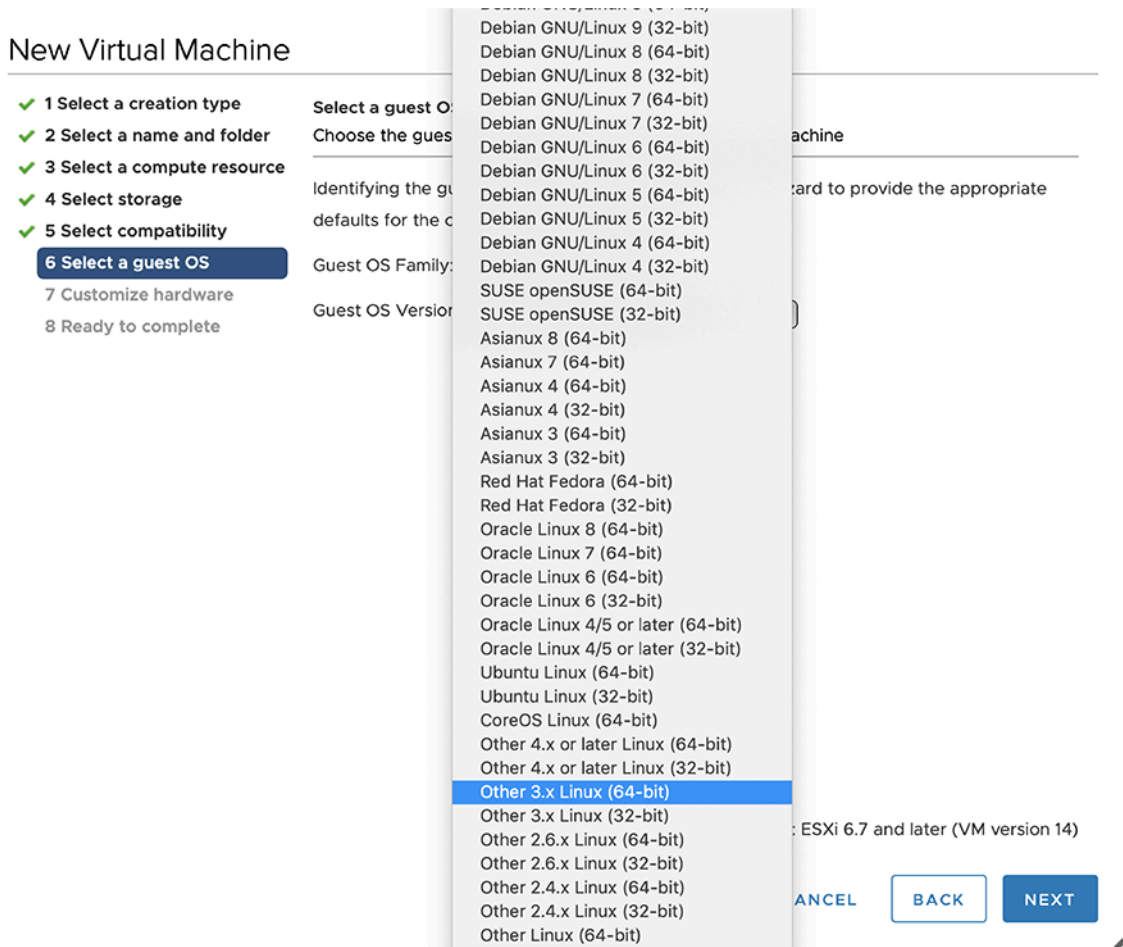 New Virtual Machine
1 Select a creation type
2 Select a name and folder
3 Select a compute resource
4 Select storage
5 Select compatibility
6 Select a guest OS
7 Customize hardware
8 Ready to complete
Select a guest O
Choose the gues
achine
Identifying the gu
zard to provide the appropriate
defaults for the c
Guest OS Family:
Guest OS Version
Debian GNU/Linux 9 (32-bit)
Debian GNU/Linux 8 (64-bit)
Debian GNU/Linux 8 (32-bit)
Debian GNU/Linux 7 (64-bit)
Debian GNU/Linux 7 (32-bit)
Debian GNU/Linux 6 (64-bit)
Debian GNU/Linux 6 (32-bit)
Debian GNU/Linux 5 (64-bit)
Debian GNU/Linux 5 (32-bit)
Debian GNU/Linux 4 (64-bit)
Debian GNU/Linux 4 (32-bit)
SUSE openSUSE (64-bit)
SUSE openSUSE (32-bit)
Asianux 8 (64-bit)
Asianux 7 (64-bit)
Asianux 4 (64-bit)
Asianux 4 (32-bit)
Asianux 3 (64-bit)
Asianux 3 (32-bit)
Red Hat Fedora (64-bit)
Red Hat Fedora (32-bit)
Oracle Linux 8 (64-bit)
Oracle Linux 7 (64-bit)
Oracle Linux 6 (64-bit)
Oracle Linux 6 (32-bit)
Oracle Linux 4/5 or later (64-bit)
Oracle Linux 4/5 or later (32-bit)
Ubuntu Linux (64-bit)
Ubuntu Linux (32-bit)
CoreOS Linux (64-bit)
Other 4.x or later Linux (64-bit)
Other 4.x or later Linux (32-bit)
Other 3.x Linux (64-bit)
Other 3.x Linux (32-bit)
Other 2.6.x Linux (64-bit)
Other 2.6.x Linux (32-bit)
Other 2.4.x Linux (64-bit)
Other 2.4.x Linux (32-bit)
Other Linux (64-bit)
: ESXi 6.7 and later (VM version 14)
ANCEL
BACK
NEXT